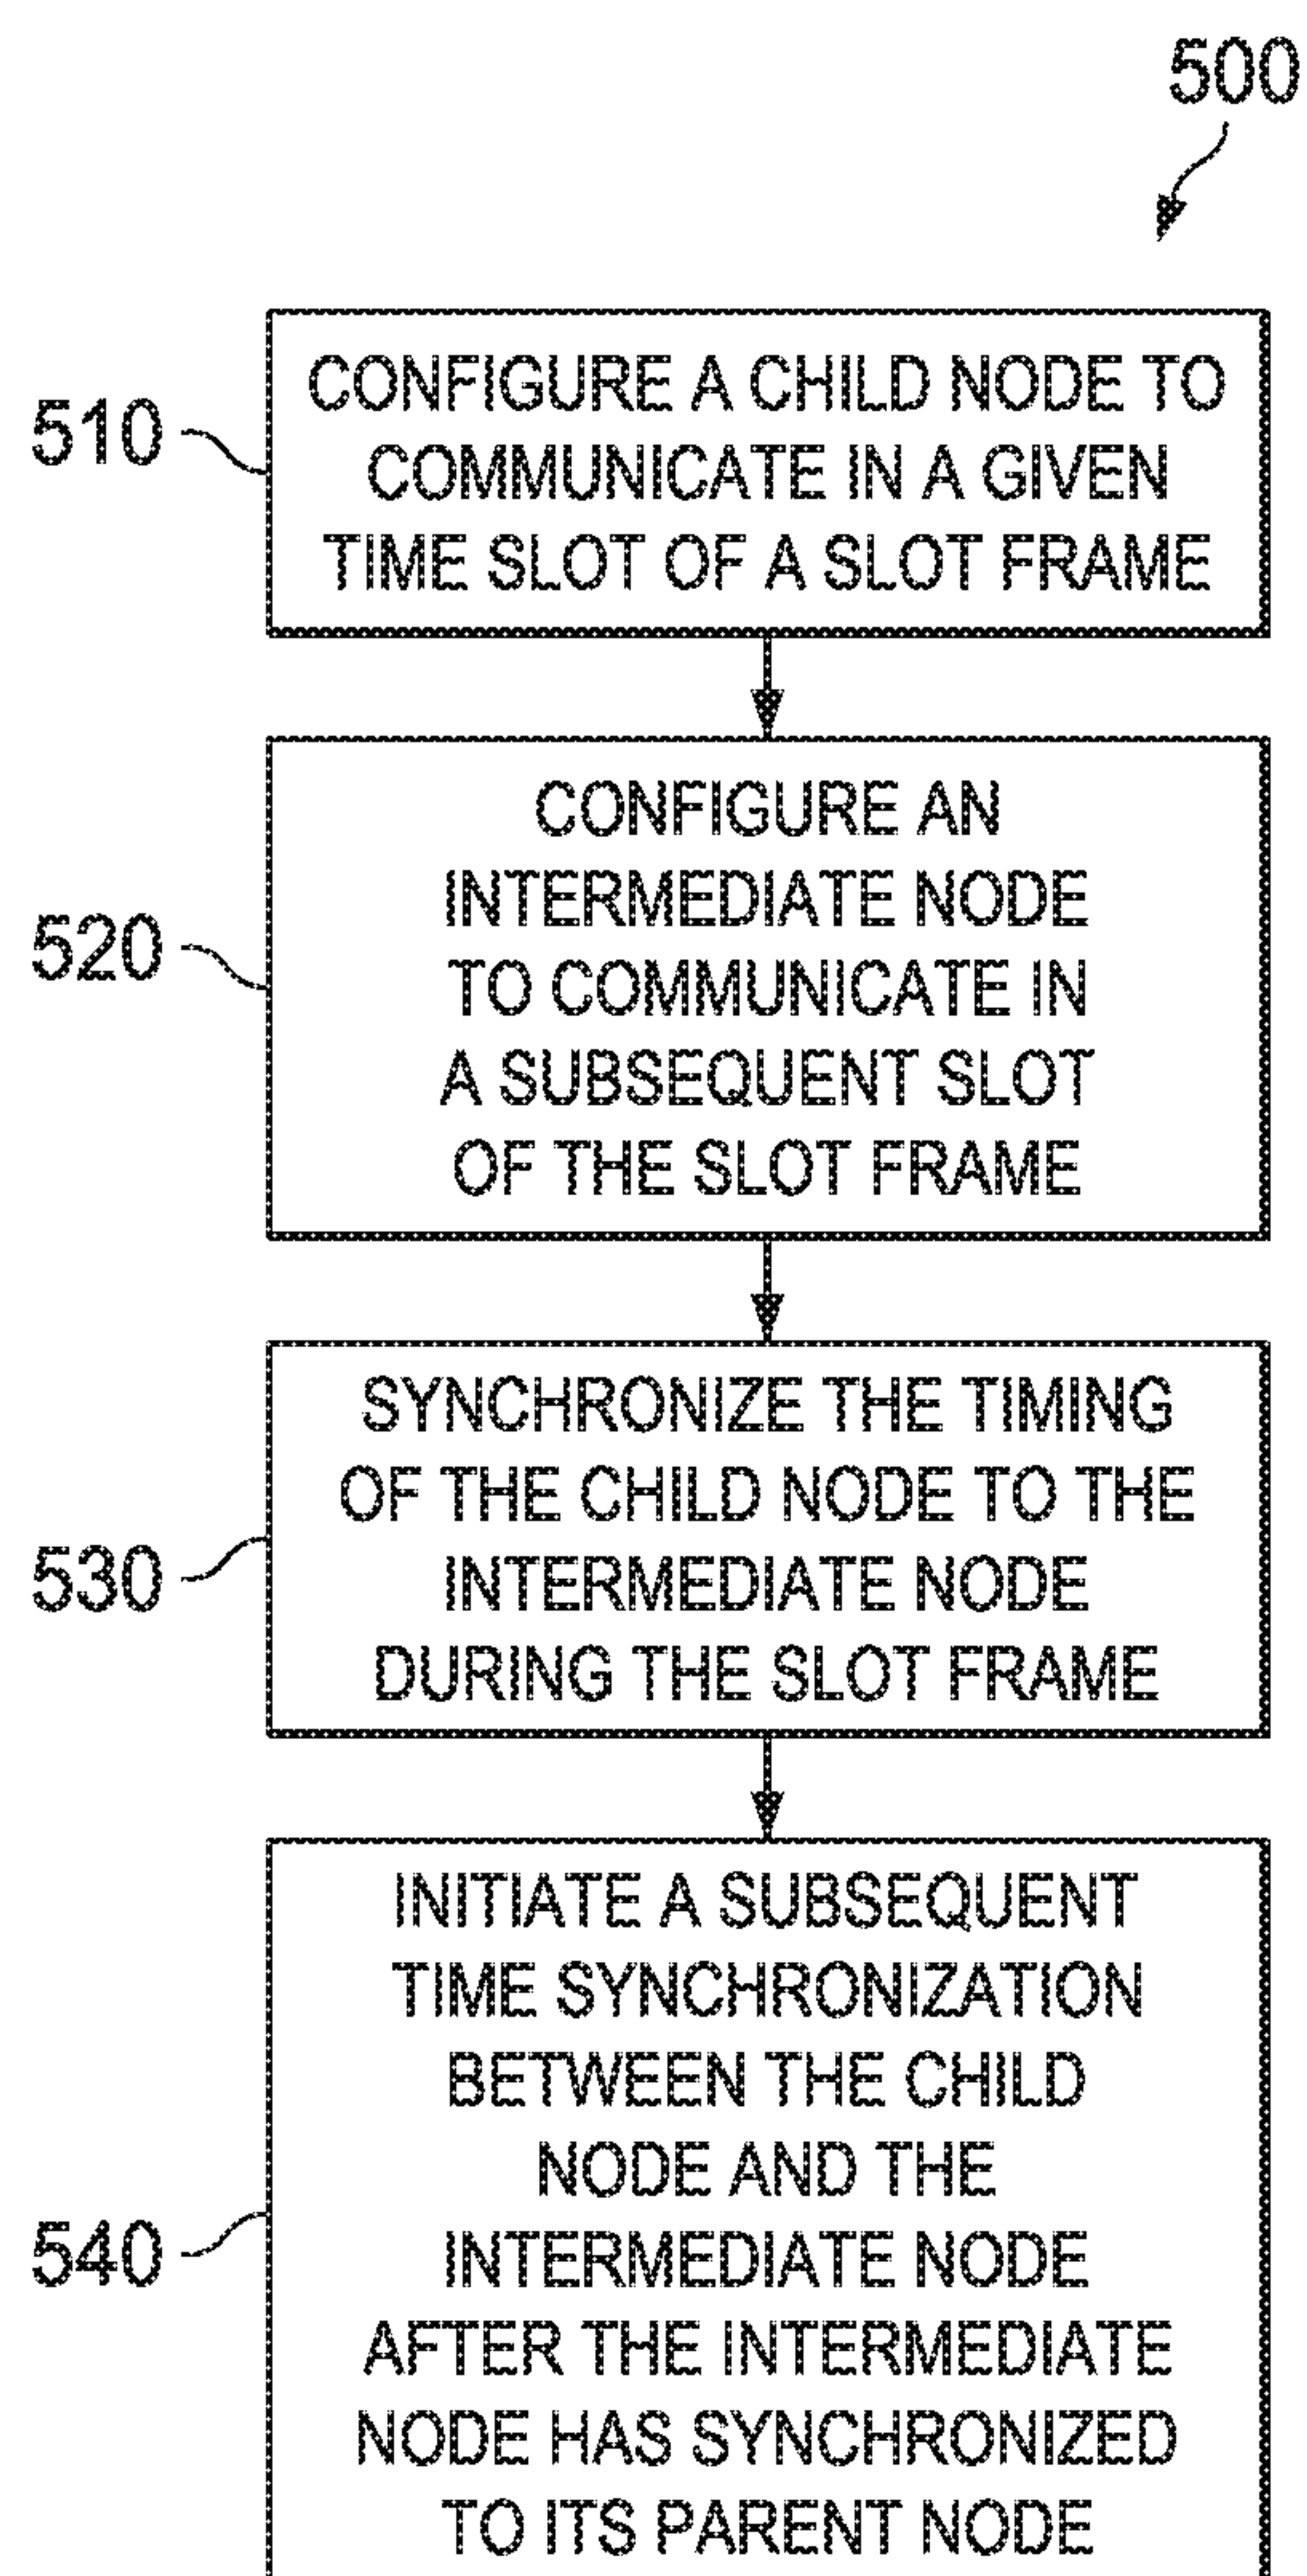 500
510
CONFIGURE A CHILD NODE TO
COMMUNICATE IN A GIVEN
TIME SLOT OF A SLOT FRAME
520
CONFIGURE AN
INTERMEDIATE NODE
TO COMMUNICATE IN
A SUBSEQUENT SLOT
OF THE SLOT FRAME
530
SYNCHRONIZE THE TIMING
OF THE CHILD NODE TO THE
INTERMEDIATE NODE
DURING THE SLOT FRAME
540
INITIATE A SUBSEQUENT
TIME SYNCHRONIZATION
BETWEEN THE CHILD
NODE AND THE
INTERMEDIATE NODE
AFTER THE INTERMEDIATE
NODE HAS SYNCHRONIZED
TO ITS PARENT NODE